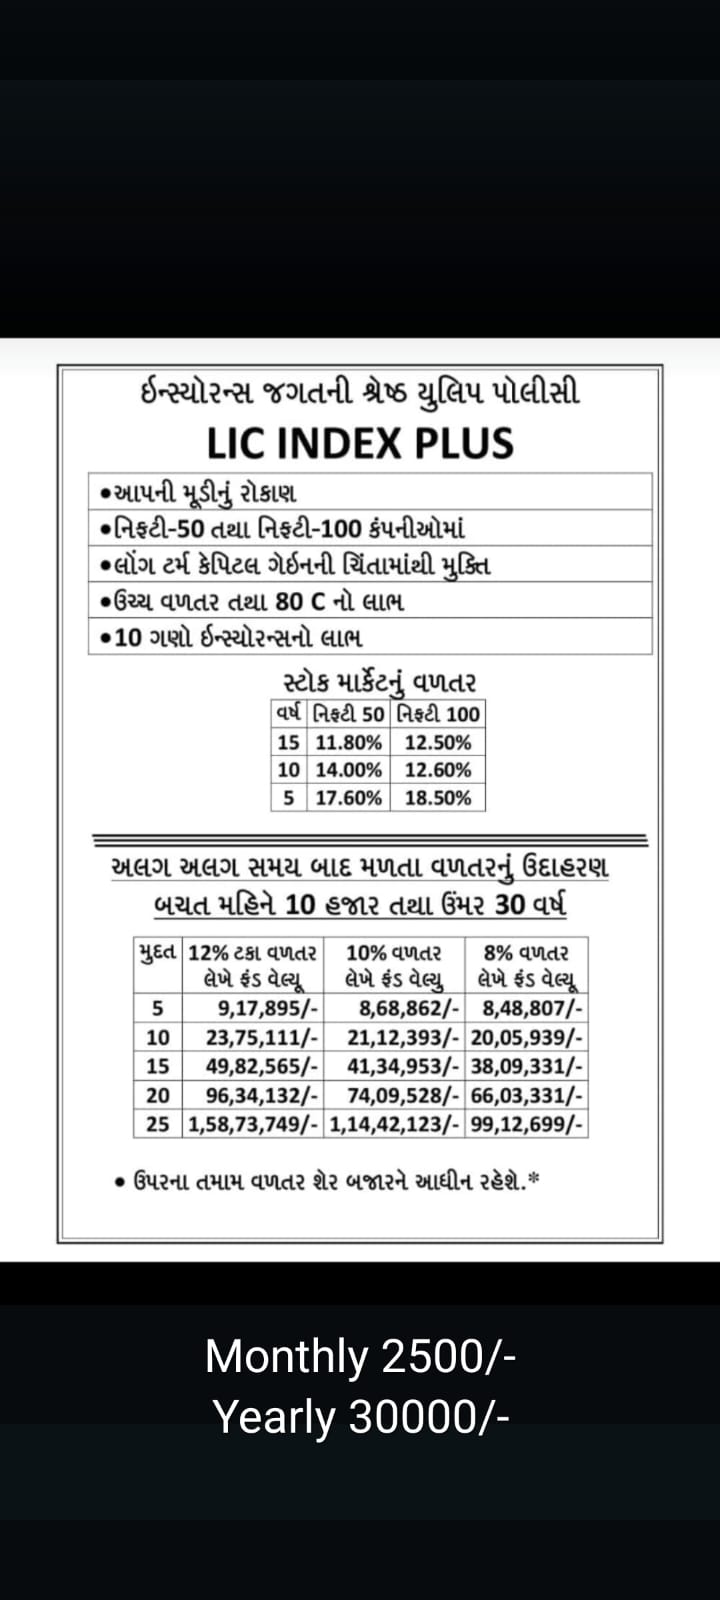 ઇન્સ્યોરન્સ જગતની શ્રેષ્ઠ યુલિપ પોલીસી
LIC INDEX PLUS
•આપની મૂડીનું રોકાણ
•નિફ્ટી-50 તથા નિફ્ટી-100 કંપનીઓમાં
•લોંગ ટર્મ કેપિટલ ગેઇનની ચિંતામાંથી મુક્તિ
•ઉચ્ચ વળતર તથા 80 C નો લાભ
•10 ગણો ઇન્સ્યોરન્સનો લાભ
સ્ટોક માર્કેટનું વળતર
વર્ષ નિફ્ટી 50 નિફ્ટી 100
15 11.80% 12.50%
10 14.00% 12.60%
5 17.60% 18.50%
અલગ અલગ સમય બાદ મળતા વળતરનું ઉદાહરણ
બચત મહિને 10 હજાર તથા ઉંમર 30 વર્ષ
મુદત 12% ટકા વળતર 10% વળતર 8% વળતર
લેખે ફંડ વેલ્યૂ લેખે ફંડ વેલ્યુ લેખે ફંડ વેલ્યૂ
5 9,17,895/- 8,68,862/- 8,48,807/-
10 23,75,111/- 21,12,393/- 20,05,939/-
15 49,82,565/- 41,34,953/- 38,09,331/-
20 96,34,132/- 74,09,528/- 66,03,331/-
25 1,58,73,749/- 1,14,42,123/- 99,12,699/-
• ઉપરના તમામ વળતર શેર બજારને આધીન રહેશે.*
Monthly 2500/-
Yearly 30000/-